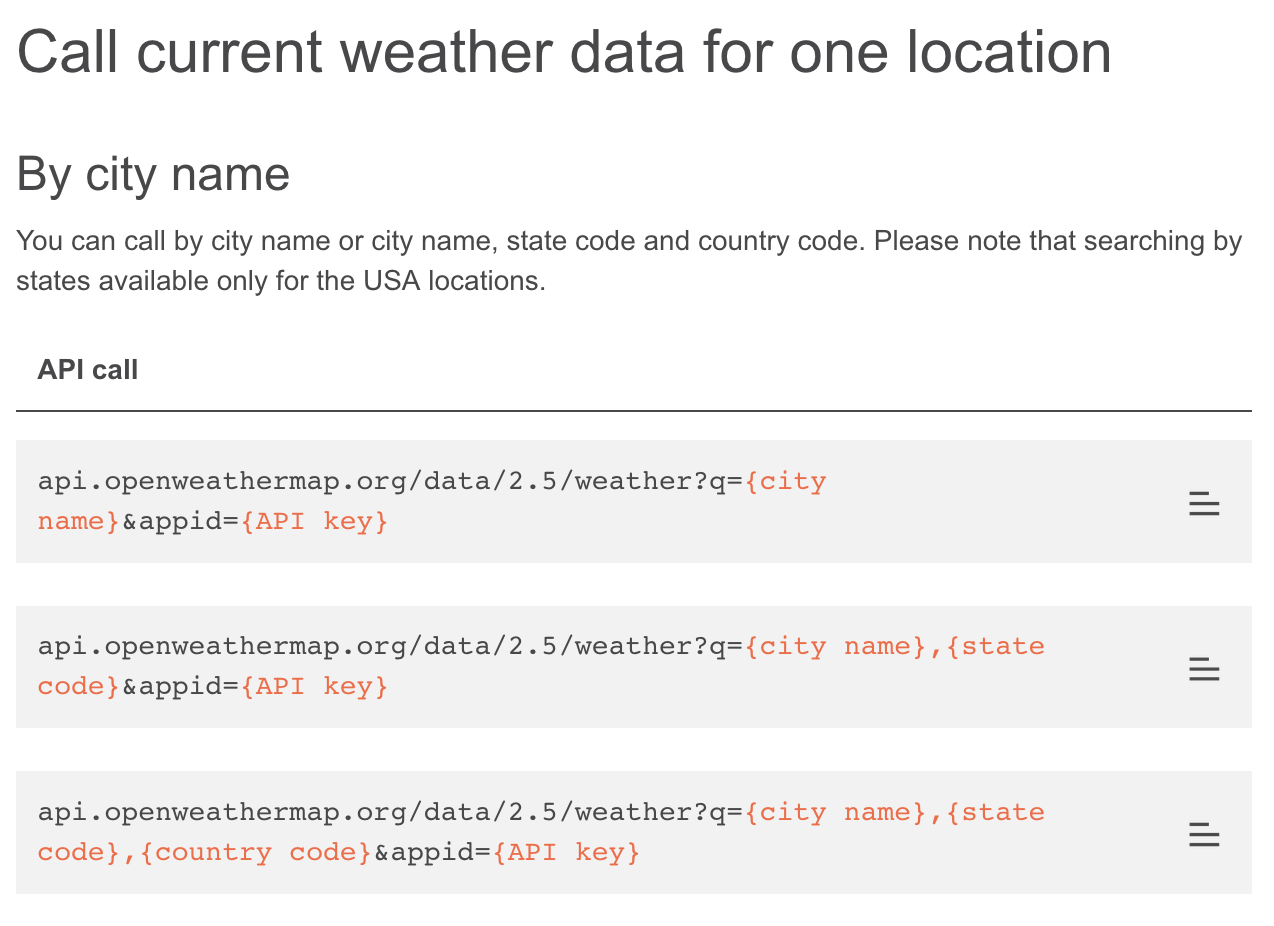 Call current weather data for one location
By city name
You can call by city name or city name, state code and country code. Please note that searching by
states available only for the USA locations.
API call
api.openweathermap.org/data/2.5/weather?q={city
name}&appid={API key}
api.openweathermap.org/data/2.5/weather?q={city name},{state
code}&appid={API key}
api.openweathermap.org/data/2.5/weather?q={city name},{state
code},{country code}&appid={API key}